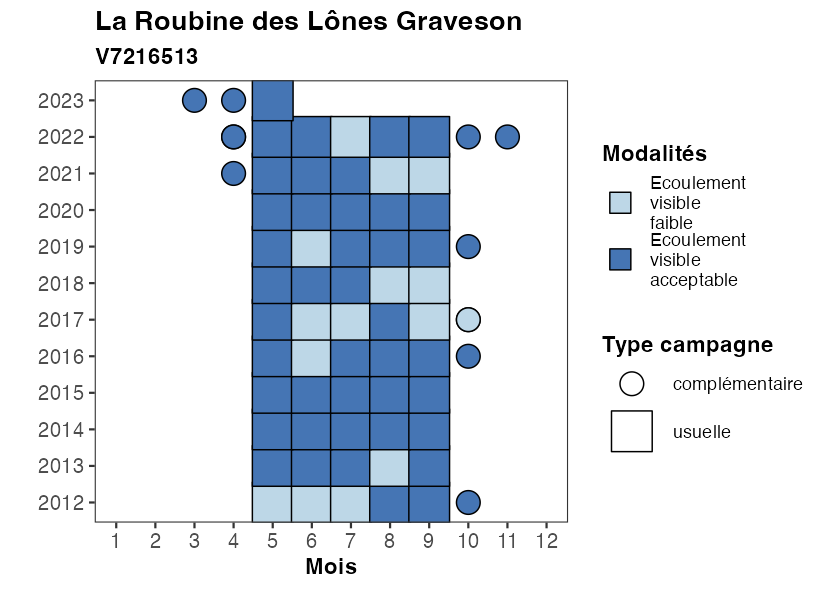 La Roubine des Lônes Graveson
V7216513
2023
2022
2021
2020
2019
2018
2017
2016
2015
2014
2013
2012
1 2 3 4 5 6 7 8 9 10 11 12
Mois
Modalités
Ecoulement
visible
faible
Ecoulement
visible
acceptable
Type campagne
complémentaire
usuelle